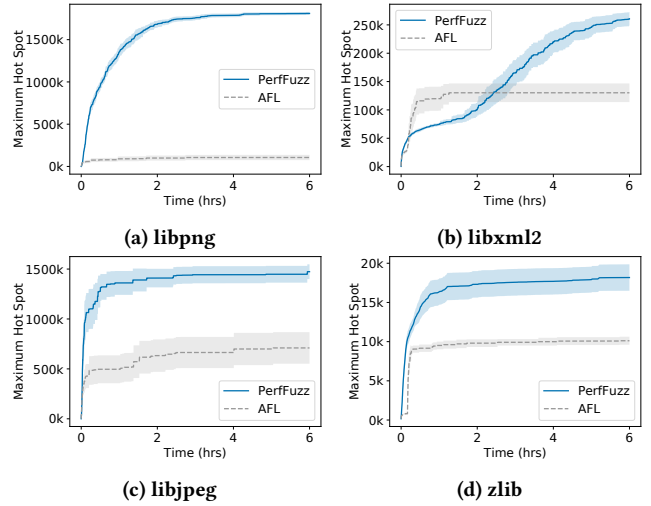 Maximum Hot Spot
1500k
1000k
500k
0k
PerfFuzz
AFL
0 2 4 6
Time (hrs)
(a) libpng
Maximum Hot Spot
250k
200k
150k
100k
50k
0k
PerfFuzz
AFL
0 2 4 6
Time (hrs)
(b) libxml2
Maximum Hot Spot
1500k
1000k
500k
0k
PerfFuzz
AFL
0 2 4 6
Time (hrs)
(c) libjpeg
Maximum Hot Spot
20k
15k
10k
5k
0k
PerfFuzz
AFL
0 2 4 6
Time (hrs)
(d) zlib